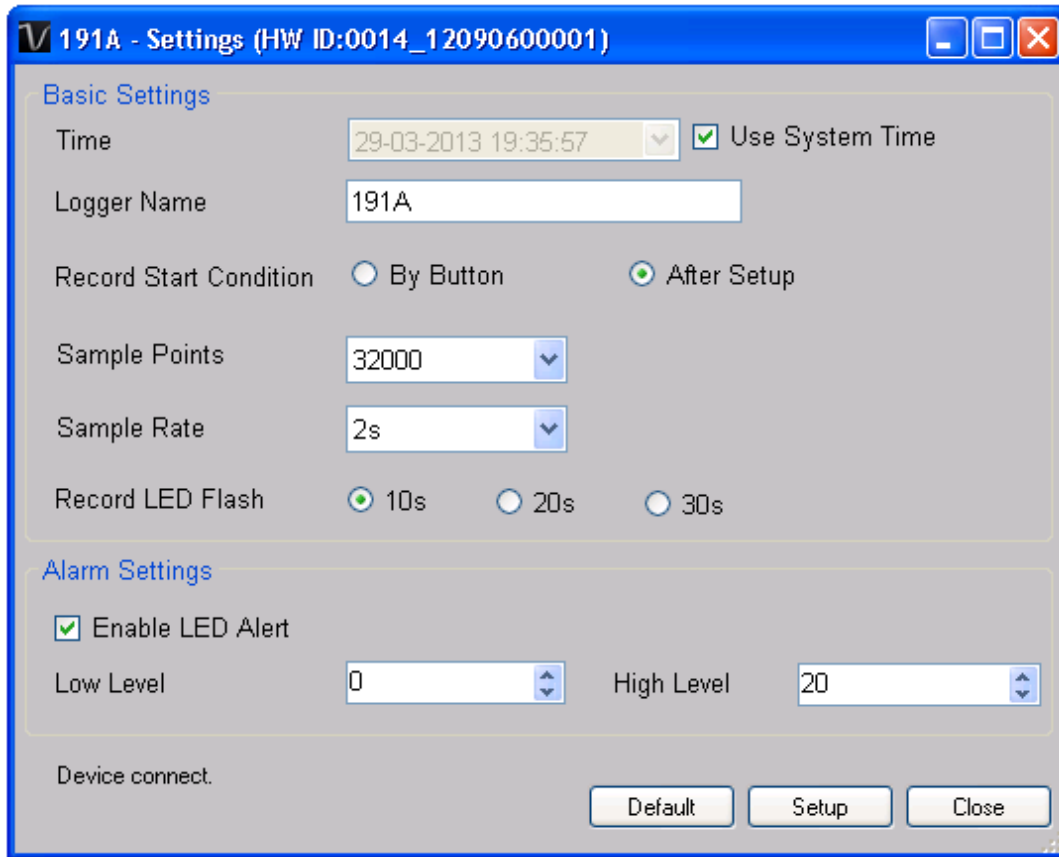 191A - Settings (HW ID:0014_12090600001)
Basic Settings
Time 29-03-2013 19:35:57 Use System Time
Logger Name 191A
Record Start Condition By Button After Setup
Sample Points 32000
Sample Rate 2s
Record LED Flash 10s 20s 30s
Alarm Settings
Enable LED Alert
Low Level 0 High Level 20
Device connect.
Default Setup Close